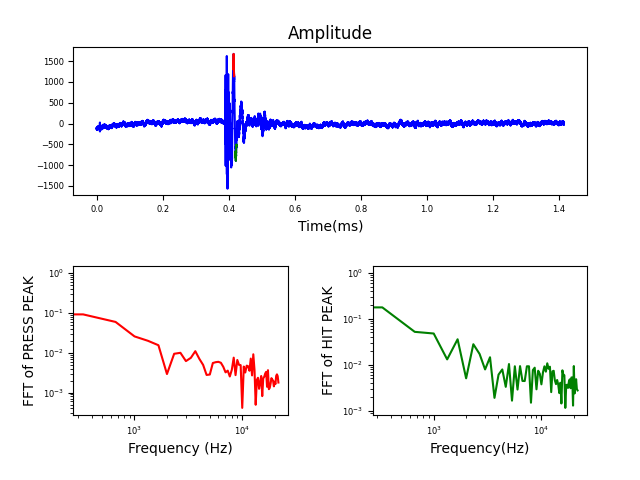 Amplitude
1500
1000
500
0
−500
−1000
−1500
0.0 0.2 0.4 0.6 0.8 1.0 1.2 1.4
Time(ms)
FFT of PRESS PEAK
10⁰
10⁻¹
10⁻²
10⁻³
10³ 10⁴
Frequency (Hz)
FFT of HIT PEAK
10⁰
10⁻¹
10⁻²
10⁻³
10³ 10⁴
Frequency(Hz)